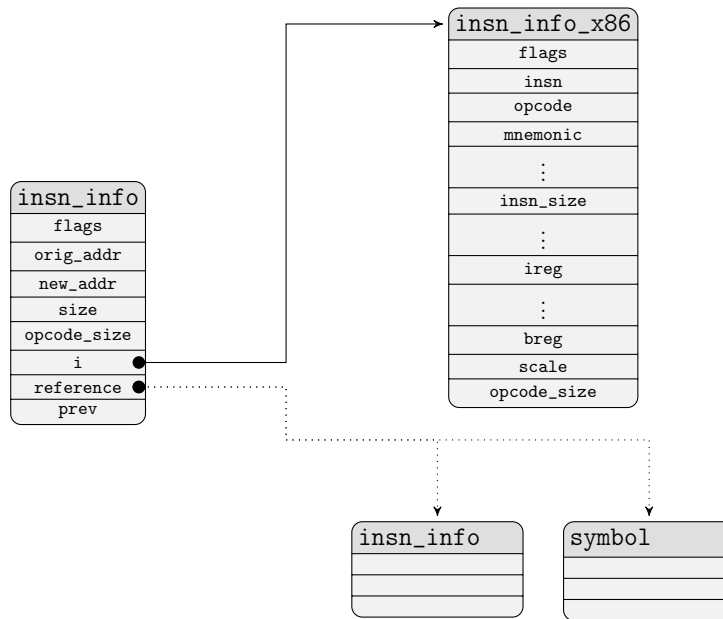 insn_info_x86
flags
insn
opcode
mnemonic
⋮
insn_size
⋮
ireg
⋮
breg
scale
opcode_size
insn_info
flags
orig_addr
new_addr
size
opcode_size
i
reference
prev
insn_info
symbol